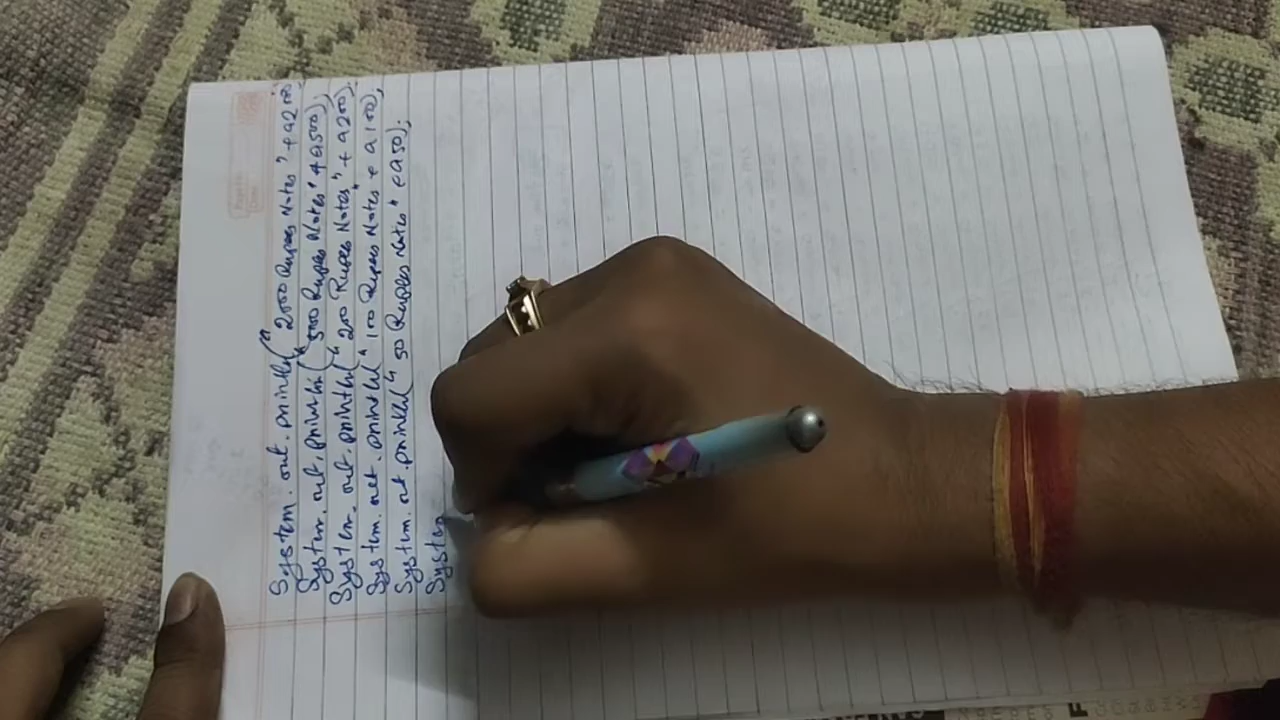 System.out.println("2000 Rupees Notes"+a2000
System.out.println("500 Rupees Notes"+a500);
System.out.println("200 Rupees Notes"+a200);
System.out.println("100 Rupees Notes"+a100);
System.out.println("50 Rupees Notes"+a50);
System